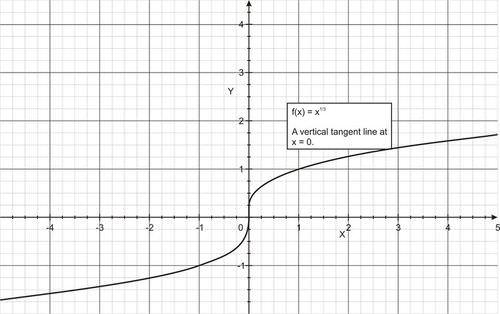 4
3
Y
f(x) = x^1/3
2
A vertical tangent line at
x = 0.
1
-4 -3 -2 -1 0 1 2 3 4 5
X
-1